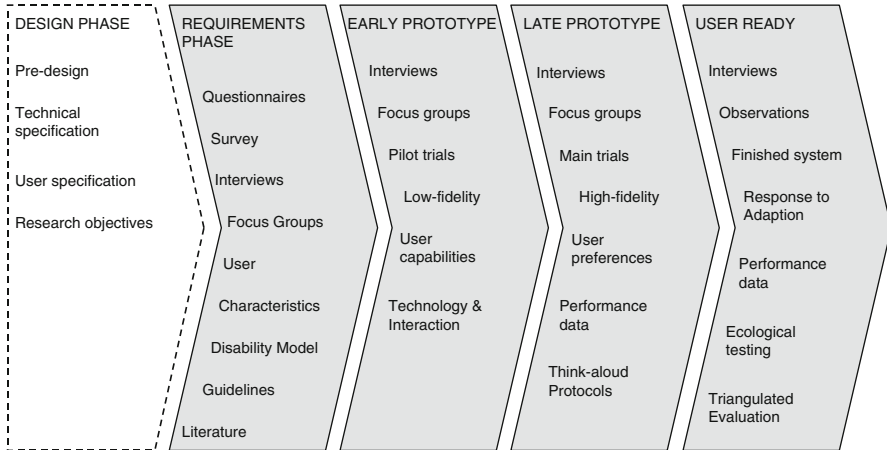 DESIGN PHASE
Pre-design
Technical
specification
User specification
Research objectives
REQUIREMENTS
PHASE
Questionnaires
Survey
Interviews
Focus Groups
User
Characteristics
Disability Model
Guidelines
Literature
EARLY PROTOTYPE
Interviews
Focus groups
Pilot trials
Low-fidelity
User
capabilities
Technology &
Interaction
LATE PROTOTYPE
Interviews
Focus groups
Main trials
High-fidelity
User
preferences
Performance
data
Think-aloud
Protocols
USER READY
Interviews
Observations
Finished system
Response to
Adaption
Performance
data
Ecological
testing
Triangulated
Evaluation